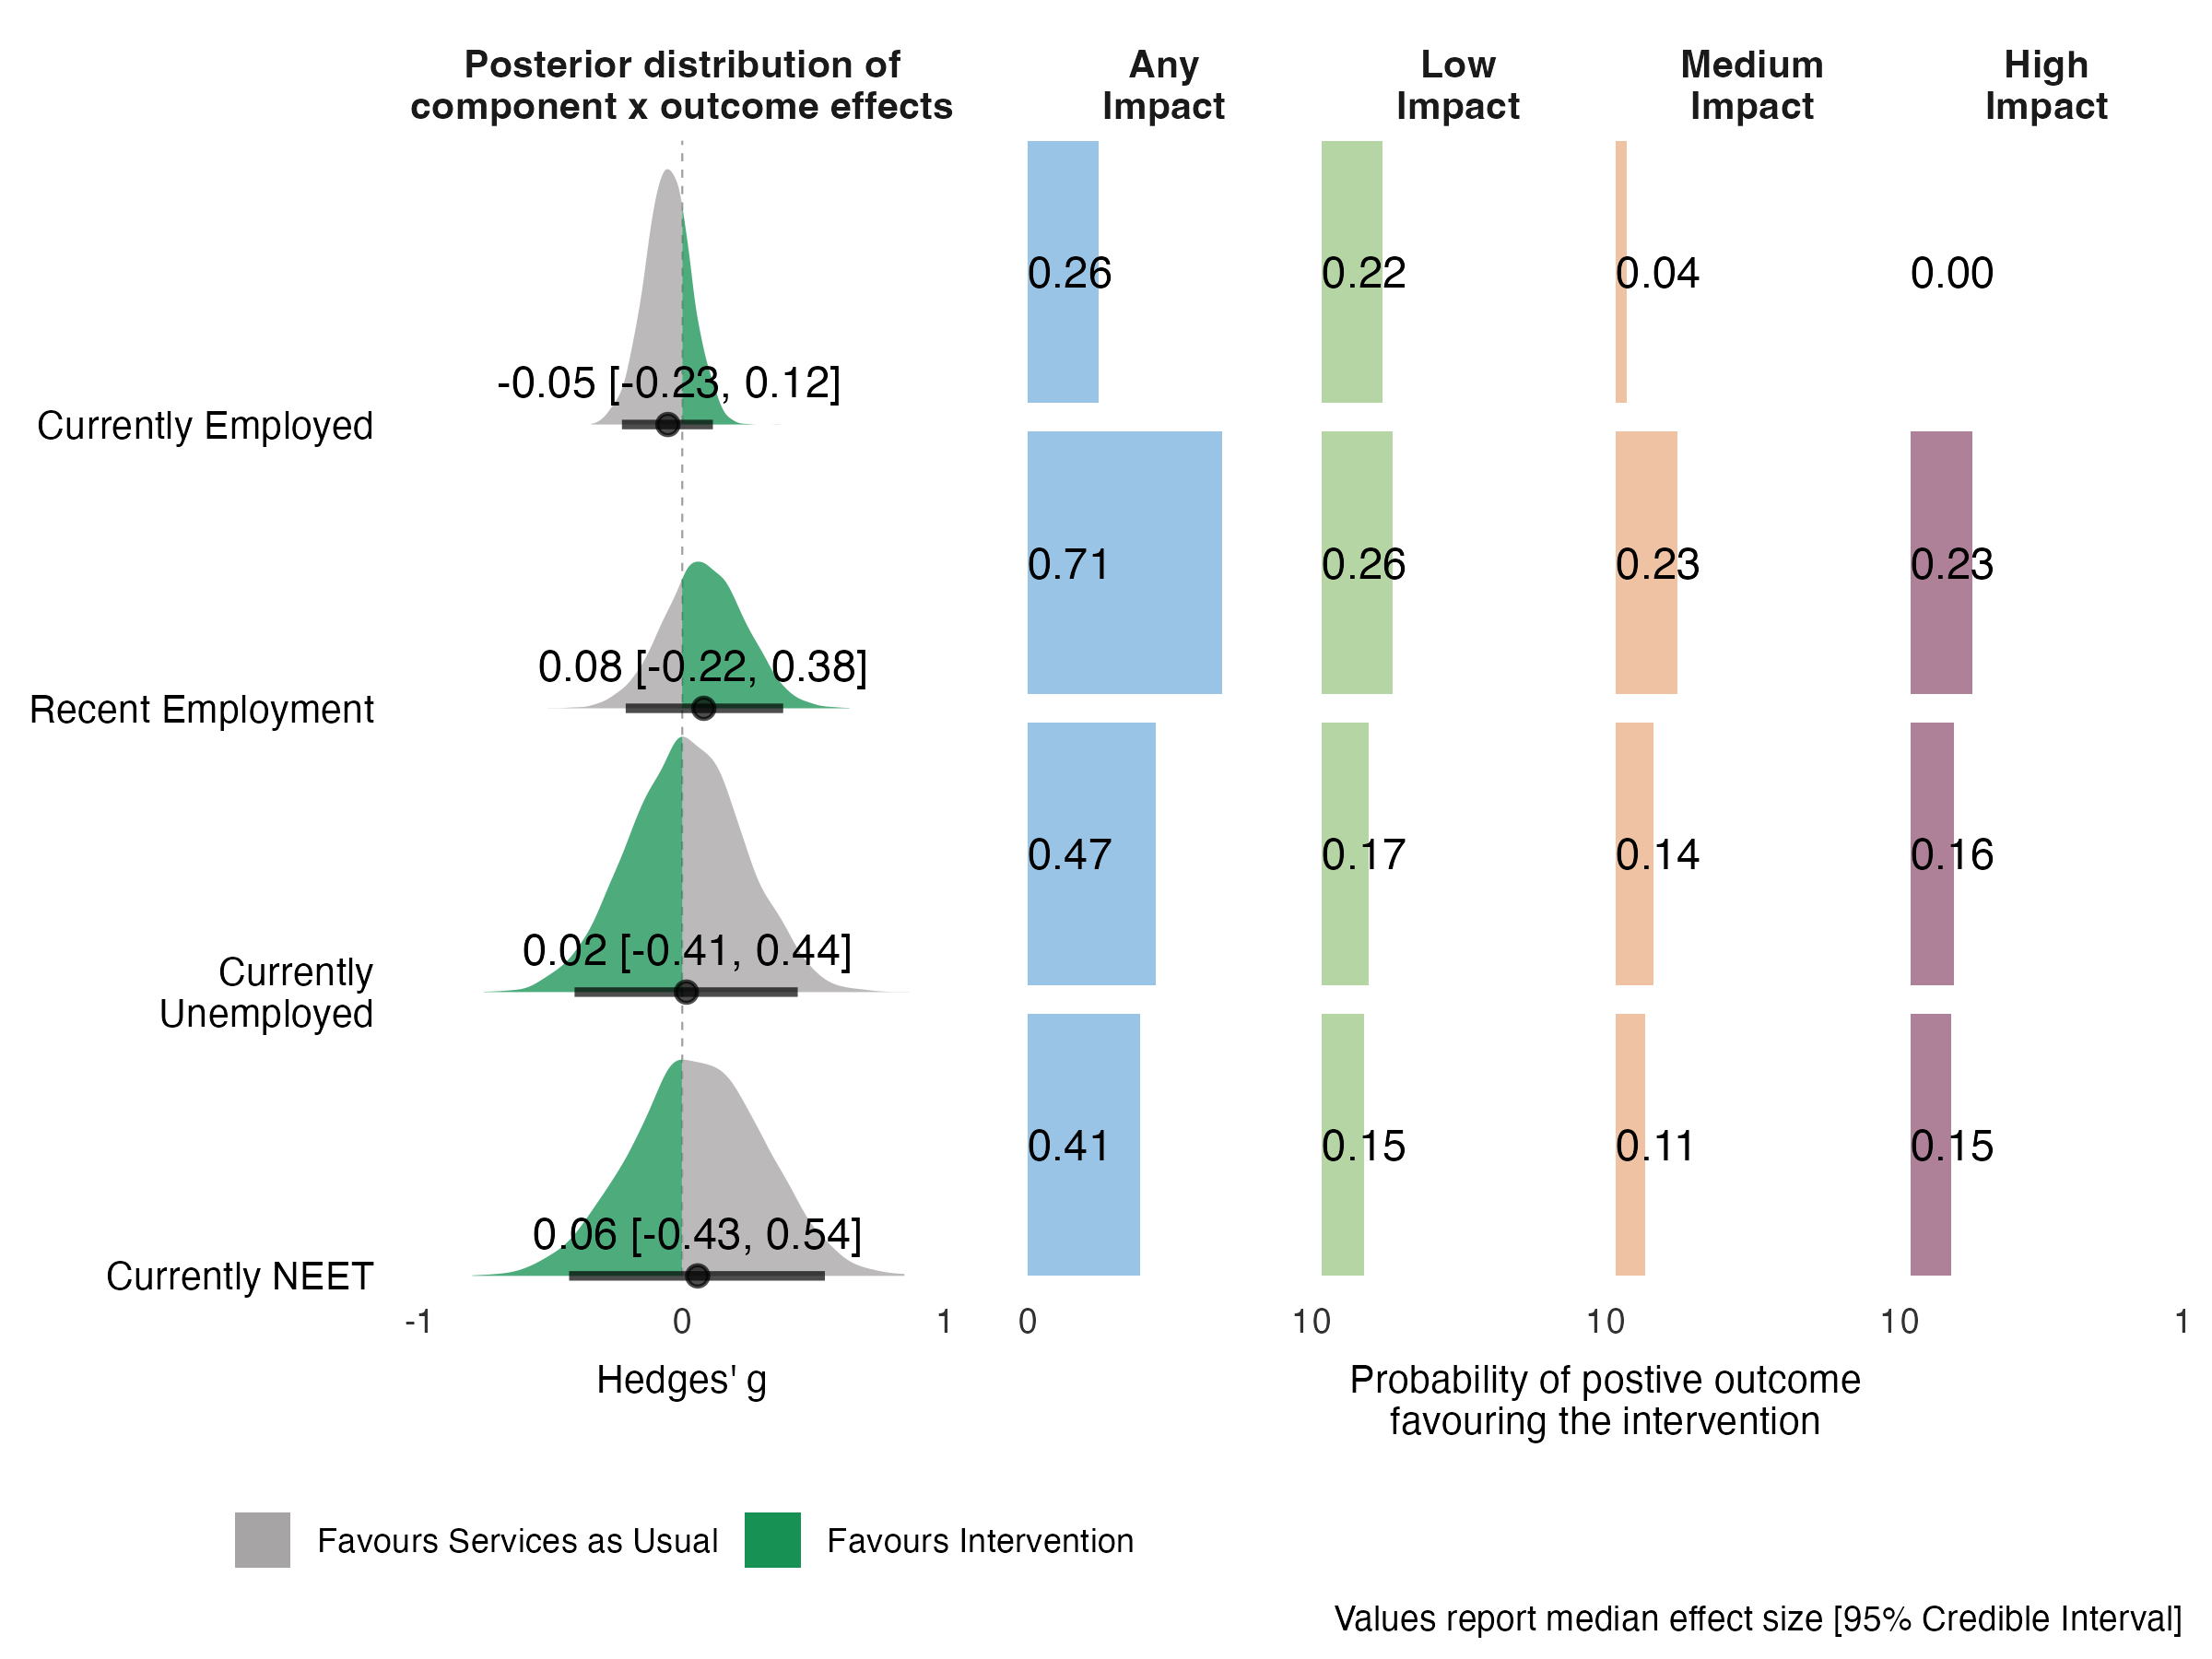 Posterior distribution of
component x outcome effects
Any
Impact
Low
Impact
Medium
Impact
High
Impact
Currently Employed
-0.05 [-0.23, 0.12]
0.26
0.22
0.04
0.00
Recent Employment
0.08 [-0.22, 0.38]
0.71
0.26
0.23
0.23
Currently
Unemployed
0.02 [-0.41, 0.44]
0.47
0.17
0.14
0.16
Currently NEET
0.06 [-0.43, 0.54]
0.41
0.15
0.11
0.15
-1
0
1
0
10
10
10
1
Hedges' g
Probability of postive outcome
favouring the intervention
Favours Services as Usual
Favours Intervention
Values report median effect size [95% Credible Interval]